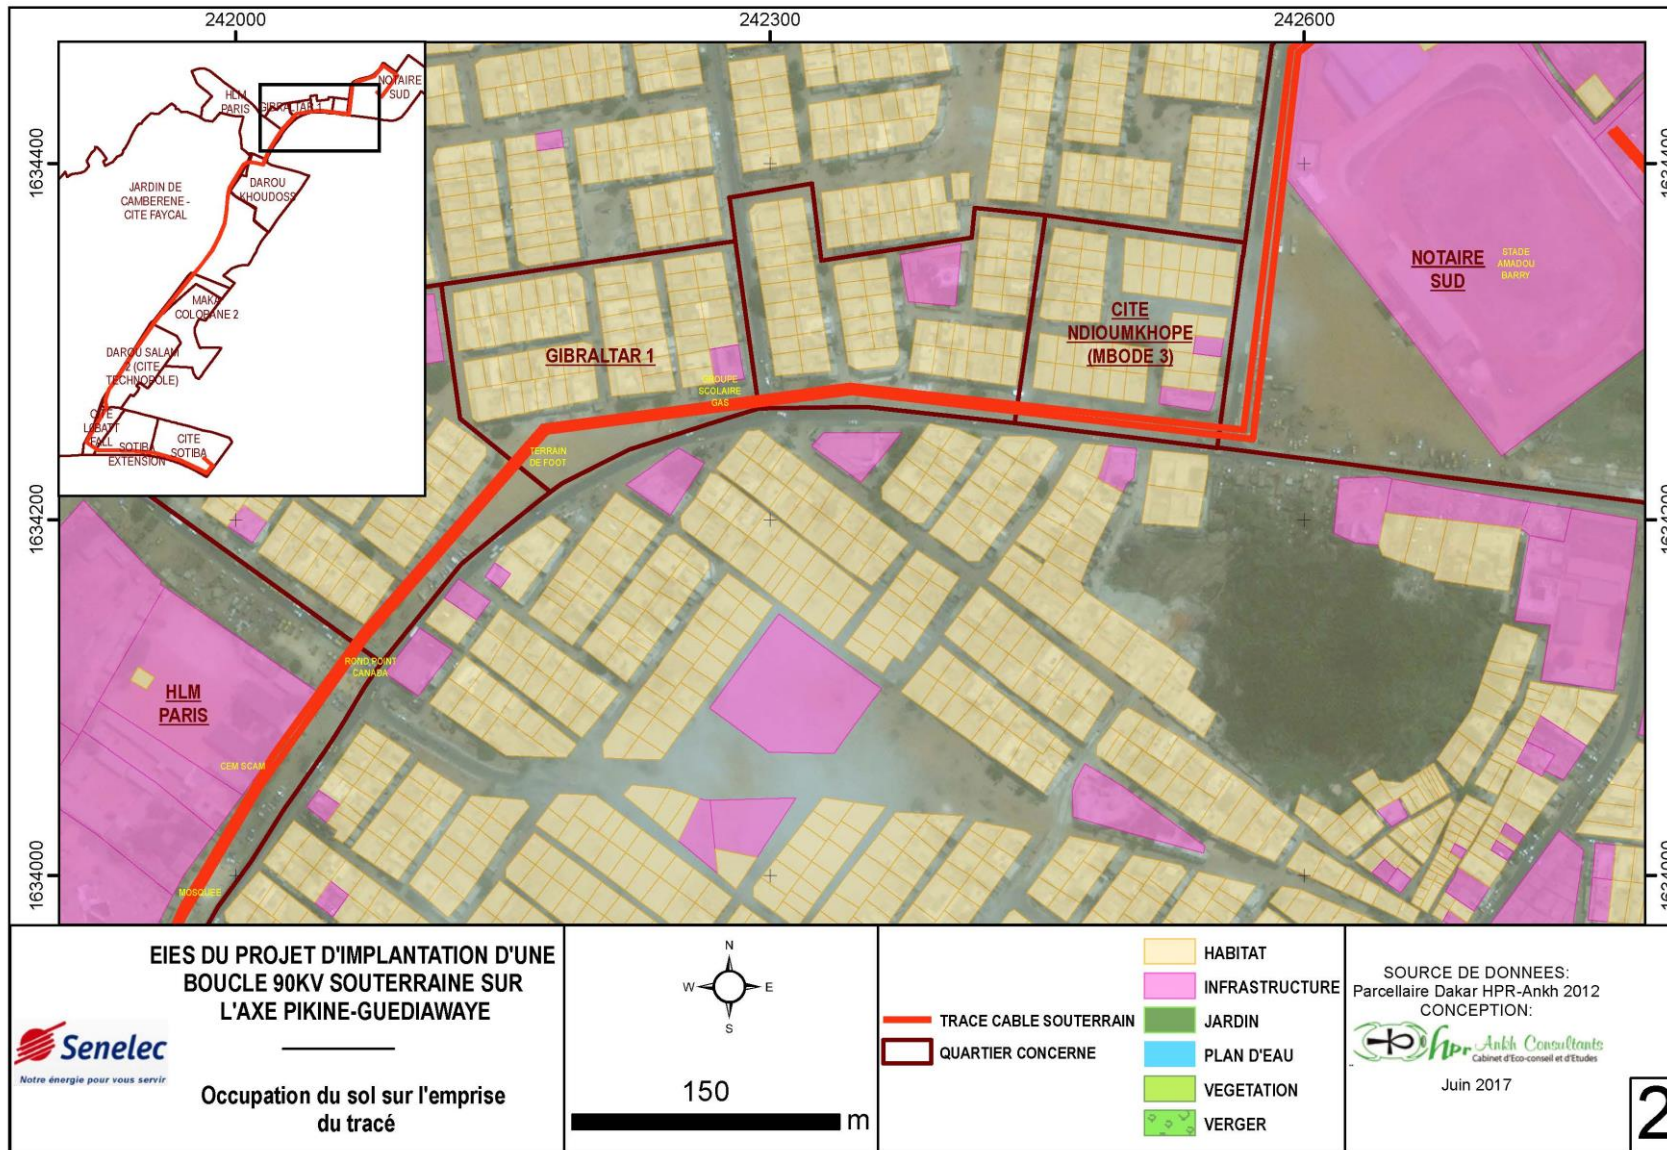 242000
242300
242600
1634400
1634200
1634000
1634400
1634200
1634000
NOTAIRE
SUD
HLM
PARIS
GIBRALTAR 1
DAROU
KHOUDOSS
JARDIN DE
CAMBERENE -
CITE FAYCAL
MAKA
COLOBANE 2
DAROU SALAM
2 (CITE
TECHNOPOLE)
CITE
LOBATT
FALL
SOTIBA
EXTENSION
CITE
SOTIBA
NOTAIRE
SUD
STADE
AMADOU
BARRY
CITE
NDIOUMKHOPE
(MBODE 3)
GIBRALTAR 1
GROUPE
SCOLAIRE
GAS
TERRAIN
DE FOOT
ROND POINT
CANABA
HLM
PARIS
CEM SCAM
MOSQUEE
EIES DU PROJET D'IMPLANTATION D'UNE
BOUCLE 90KV SOUTERRAINE SUR
L'AXE PIKINE-GUEDIAWAYE
Occupation du sol sur l'emprise
du tracé
Senelec
Notre énergie pour vous servir
N
W
E
S
150
m
TRACE CABLE SOUTERRAIN
QUARTIER CONCERNE
HABITAT
INFRASTRUCTURE
JARDIN
PLAN D'EAU
VEGETATION
VERGER
SOURCE DE DONNEES:
Parcellaire Dakar HPR-Ankh 2012
CONCEPTION:
hpr Ankh Consultants
Cabinet d'Eco-conseil et d'Etudes
Juin 2017
2